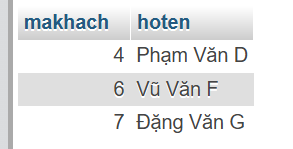 makhach hoten
4 Phạm Văn D
6 Vũ Văn F
7 Đặng Văn G